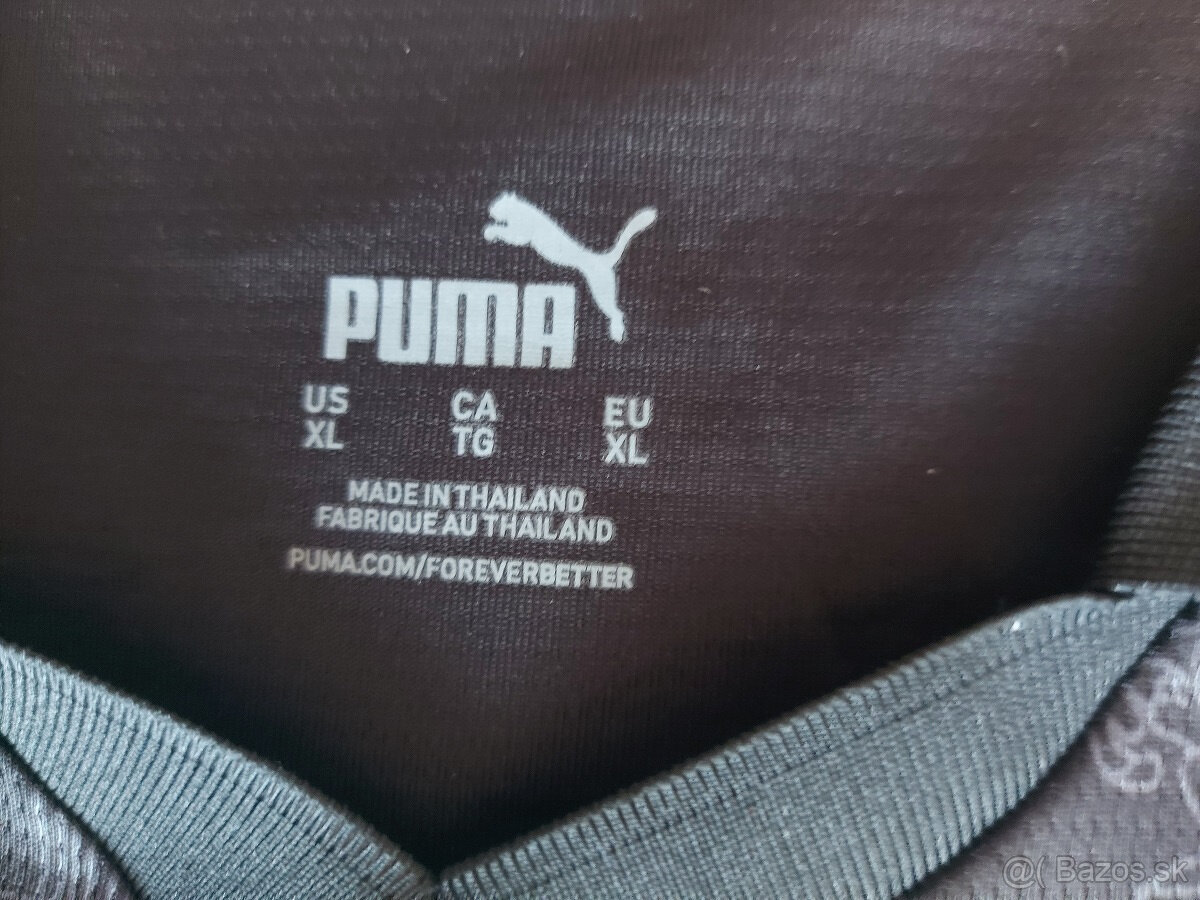 PUMA
US CA EU
XL TG XL
MADE IN THAILAND
FABRIQUE AU THAILAND
PUMA.COM/FOREVERBETTER
@( Bazos.sk